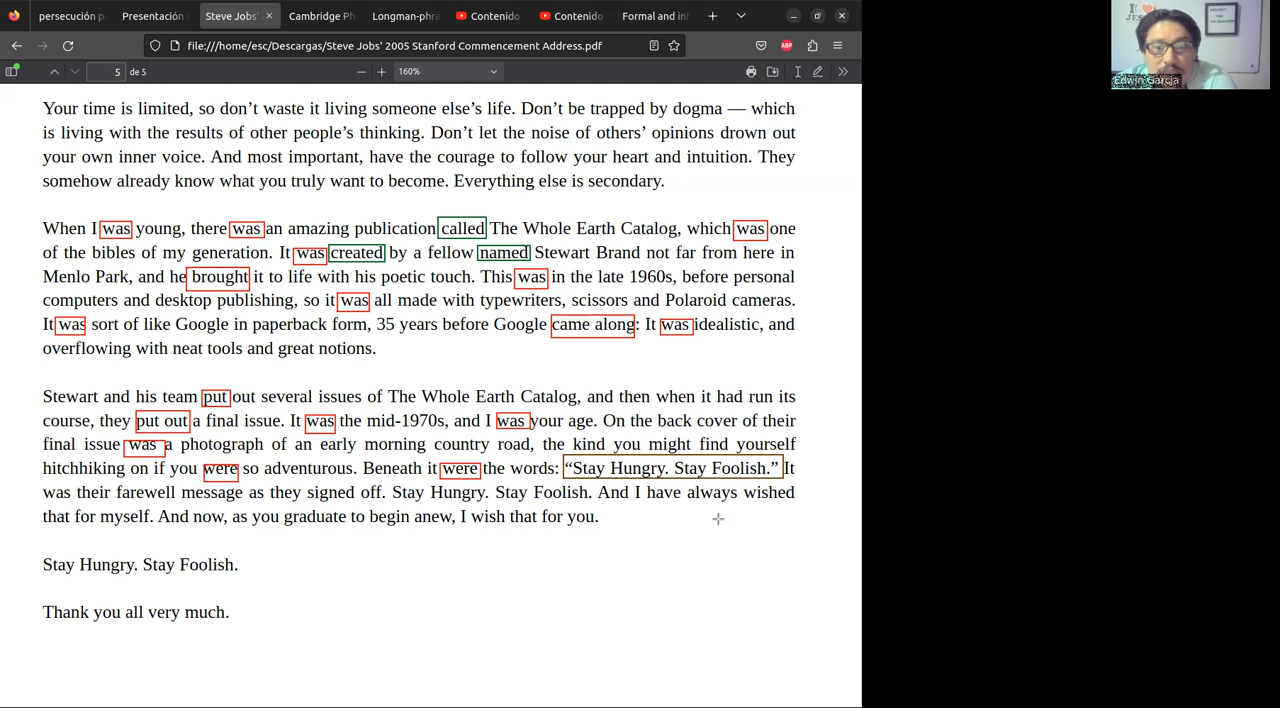 persecución p
Presentación
Steve Jobs'
Cambridge Ph
Longman-phra
Contenido
Contenido
Formal and inf
file:///home/esc/Descargas/Steve Jobs' 2005 Stanford Commencement Address.pdf
ABP
5 de 5
160%
Your time is limited, so don’t waste it living someone else’s life. Don’t be trapped by dogma — which
is living with the results of other people’s thinking. Don’t let the noise of others’ opinions drown out
your own inner voice. And most important, have the courage to follow your heart and intuition. They
somehow already know what you truly want to become. Everything else is secondary.
When I was young, there was an amazing publication called The Whole Earth Catalog, which was one
of the bibles of my generation. It was created by a fellow named Stewart Brand not far from here in
Menlo Park, and he brought it to life with his poetic touch. This was in the late 1960s, before personal
computers and desktop publishing, so it was all made with typewriters, scissors and Polaroid cameras.
It was sort of like Google in paperback form, 35 years before Google came along: It was idealistic, and
overflowing with neat tools and great notions.
Stewart and his team put out several issues of The Whole Earth Catalog, and then when it had run its
course, they put out a final issue. It was the mid-1970s, and I was your age. On the back cover of their
final issue was a photograph of an early morning country road, the kind you might find yourself
hitchhiking on if you were so adventurous. Beneath it were the words: “Stay Hungry. Stay Foolish.” It
was their farewell message as they signed off. Stay Hungry. Stay Foolish. And I have always wished
that for myself. And now, as you graduate to begin anew, I wish that for you.
Stay Hungry. Stay Foolish.
Thank you all very much.
Edwin Garcia